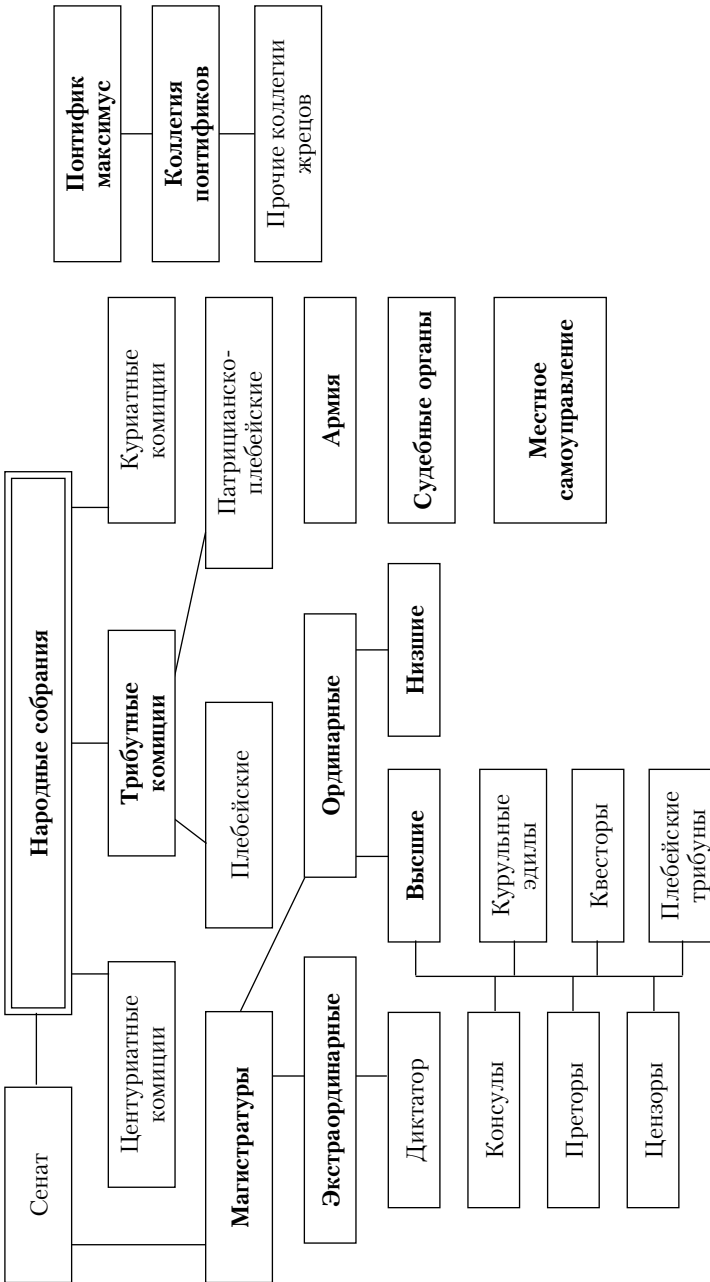 Сенат
Народные собрания
Центуриатные
комиции
Трибутные
комиции
Куриатные
комиции
Магистратуры
Плебейские
Патрицианско-
плебейские
Экстраординарные
Ординарные
Армия
Диктатор
Высшие
Низшие
Судебные органы
Консулы
Курульные
эдилы
Преторы
Квесторы
Цензоры
Плебейские
трибуны
Местное
самоуправление
Понтифик
максимус
Коллегия
понтификов
Прочие коллегии
жрецов